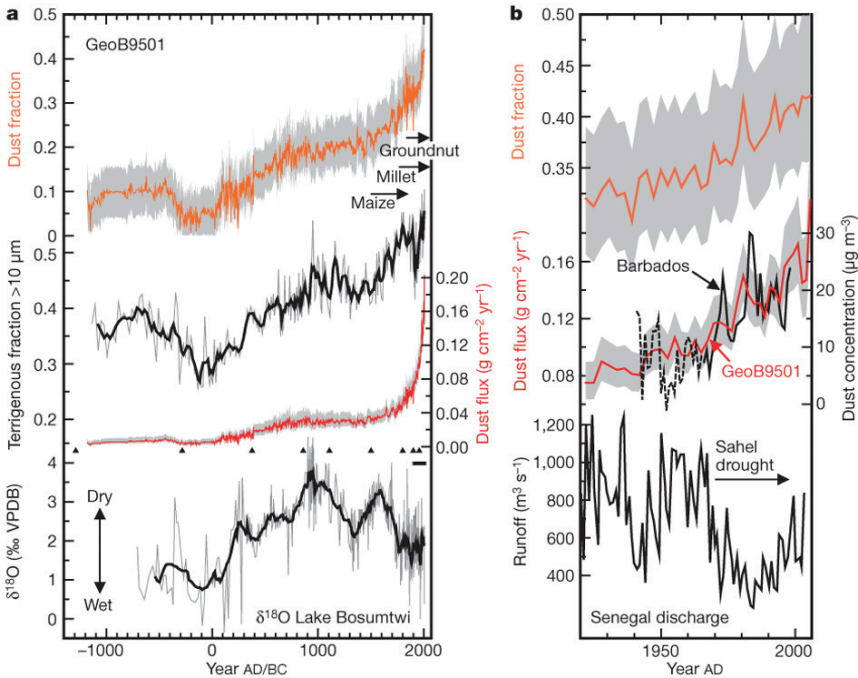 a
GeoB9501
Dust fraction
0.5
0.4
0.3
0.2
0.1
0
Groundnut
Millet
Maize
Terrigenous fraction >10 µm
0.5
0.4
0.3
0.2
Dust flux (g cm⁻² yr⁻¹)
0.20
0.16
0.12
0.08
0.04
0.00
δ¹⁸O (‰ VPDB)
4
3
2
1
0
Dry
Wet
δ¹⁸O Lake Bosumtwi
−1000
0
1000
2000
Year AD/BC
b
Dust fraction
0.50
0.45
0.40
0.35
Dust flux (g cm⁻² yr⁻¹)
0.16
0.12
0.08
Barbados
GeoB9501
Dust concentration (µg m⁻³)
30
20
10
0
Runoff (m³ s⁻¹)
1,200
1,000
800
600
400
Sahel
drought
Senegal discharge
1950
2000
Year AD